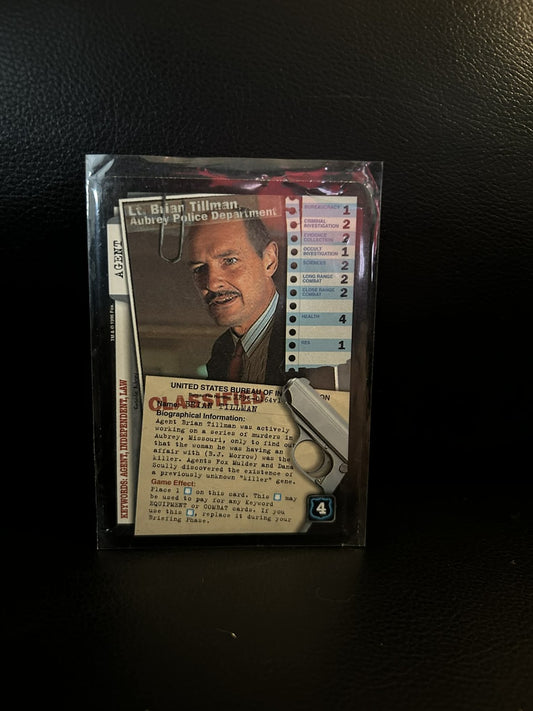 Lt. Brian Tillman
Aubrey Police Department
AGENT
KEYWORDS: AGENT, INDEPENDENT, LAW
BUREAUCRACY 1
CRIMINAL
INVESTIGATION 2
EVIDENCE
COLLECTION 2
OCCULT
INVESTIGATION 1
SCIENCES 2
LONG RANGE
COMBAT 2
CLOSE RANGE
COMBAT 2
HEALTH 4
RES 1
UNITED STATES BUREAU OF IN ON
CLASSIFIED
Name: BRIAN TILLMAN
Biographical Information:
Agent Brian Tillman was actively
working on a series of murders in
Aubrey, Missouri, only to find out
that the woman he was having an
affair with (B.J. Morrow) was the
killer. Agents Fox Mulder and Dana
Scully discovered the existence of
a previously unknown "killer" gene.
Game Effect:
Place 1 on this card. This may
be used to pay for any Keyword
EQUIPMENT or COMBAT cards. If you
use this , replace it during your
Briefing Phase.
4